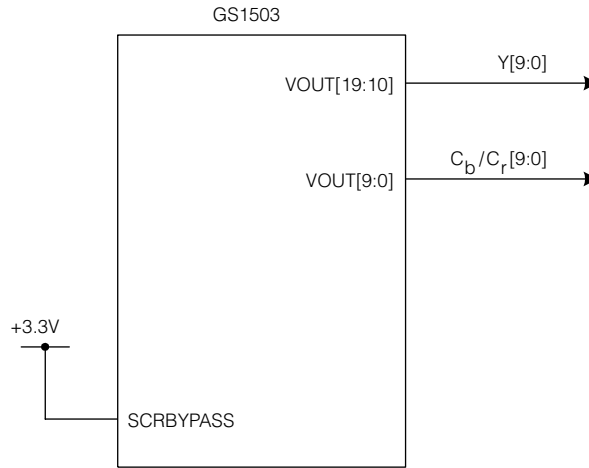 GS1503
VOUT[19:10]
Y[9:0]
VOUT[9:0]
Cb/Cr[9:0]
+3.3V
SCRBYPASS